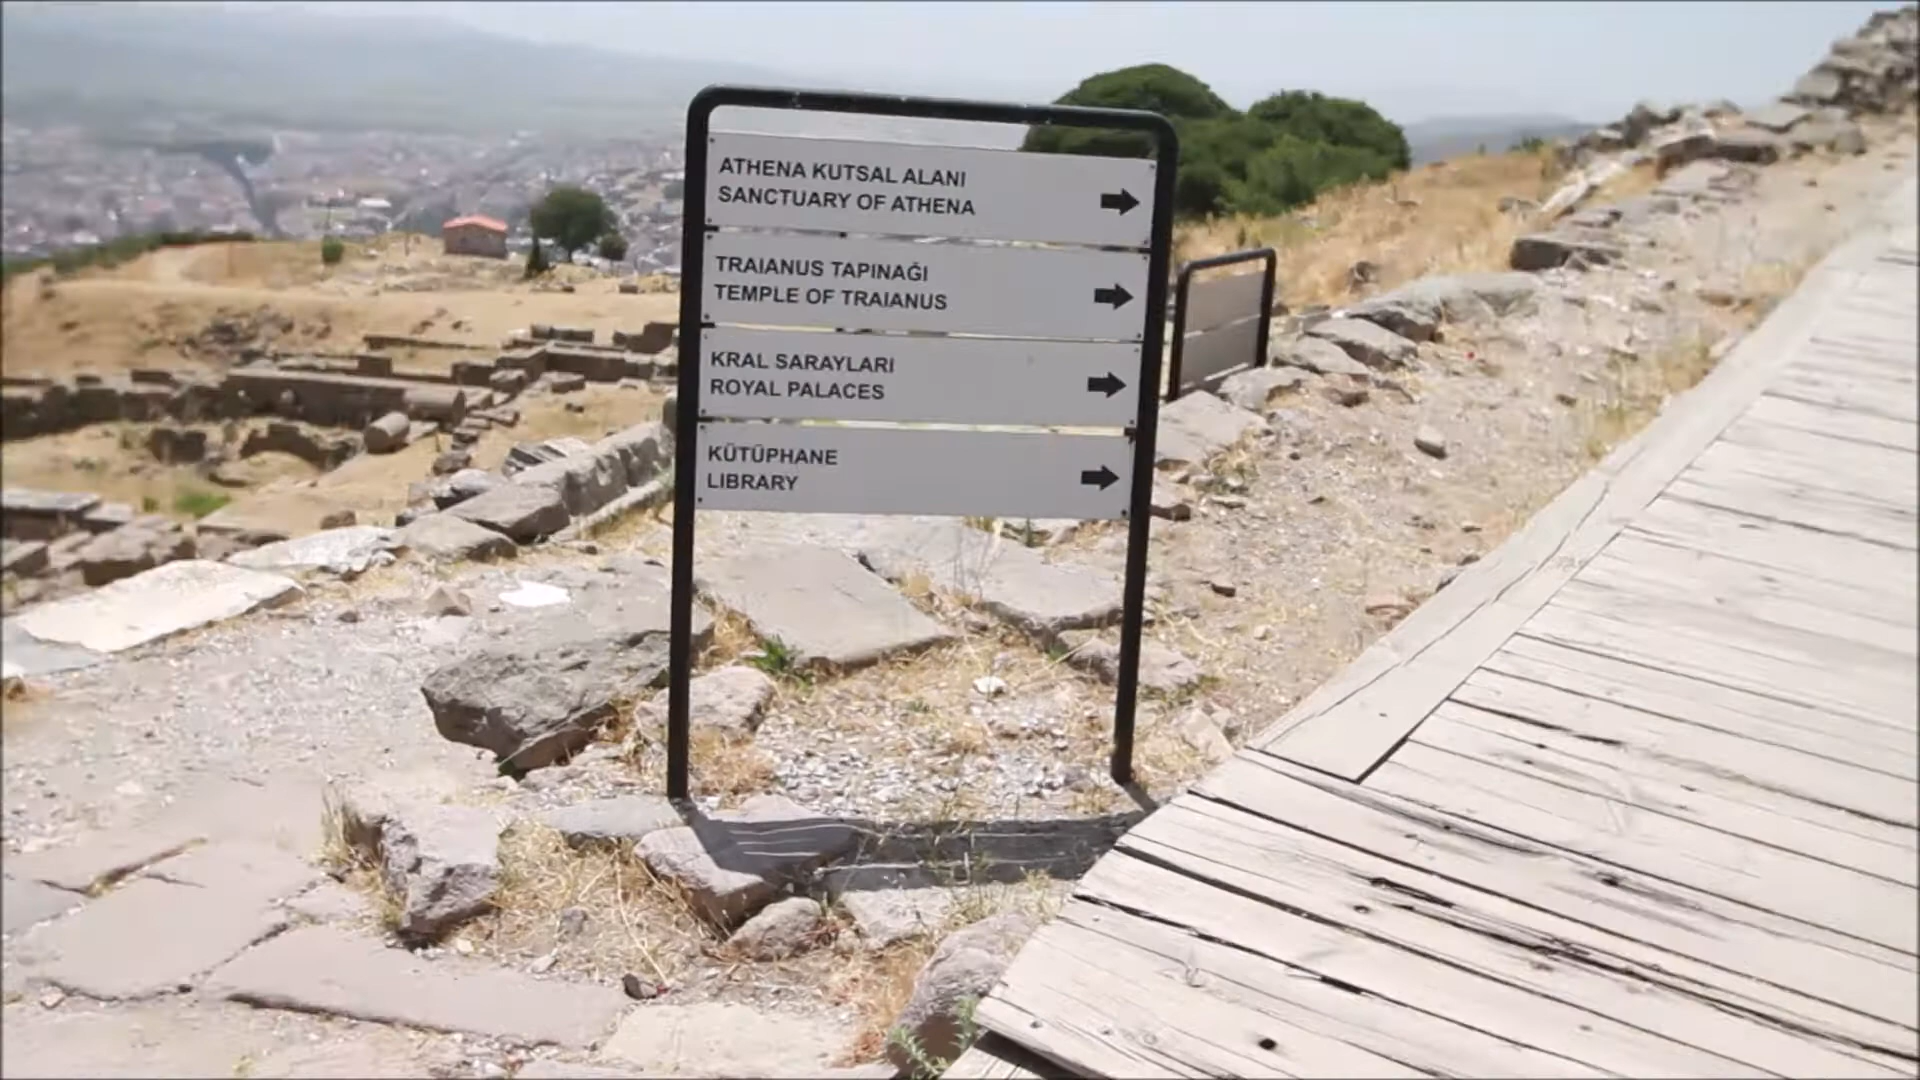 ATHENA KUTSAL ALANI
SANCTUARY OF ATHENA
TRAIANUS TAPINAĞI
TEMPLE OF TRAIANUS
KRAL SARAYLARI
ROYAL PALACES
KÜTÜPHANE
LIBRARY